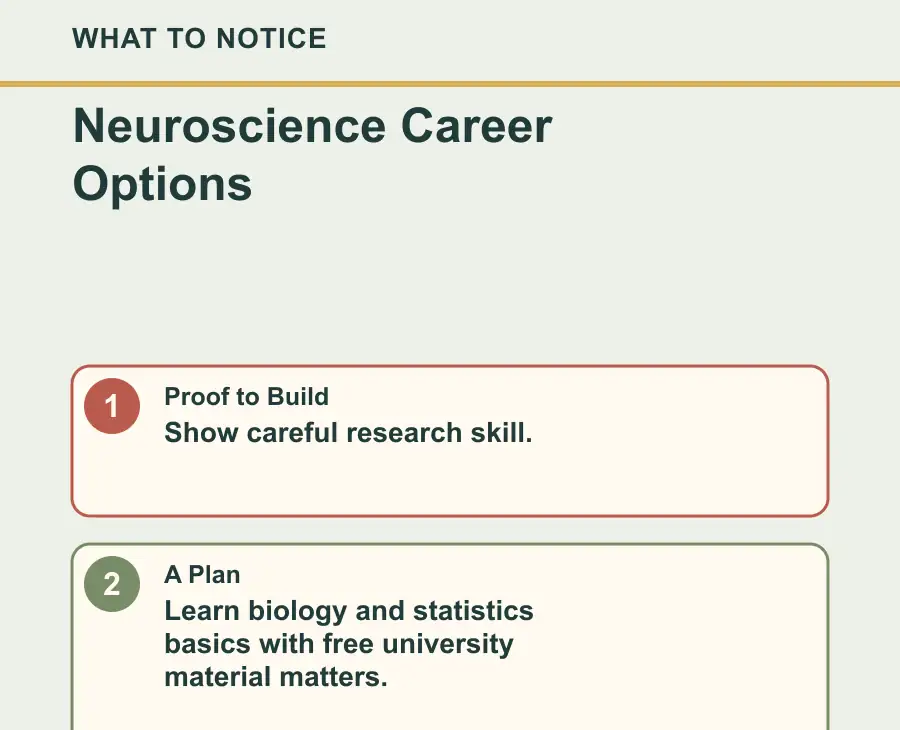 WHAT TO NOTICE
Neuroscience Career
Options
1
Proof to Build
Show careful research skill.
2
A Plan
Learn biology and statistics
basics with free university
material matters.